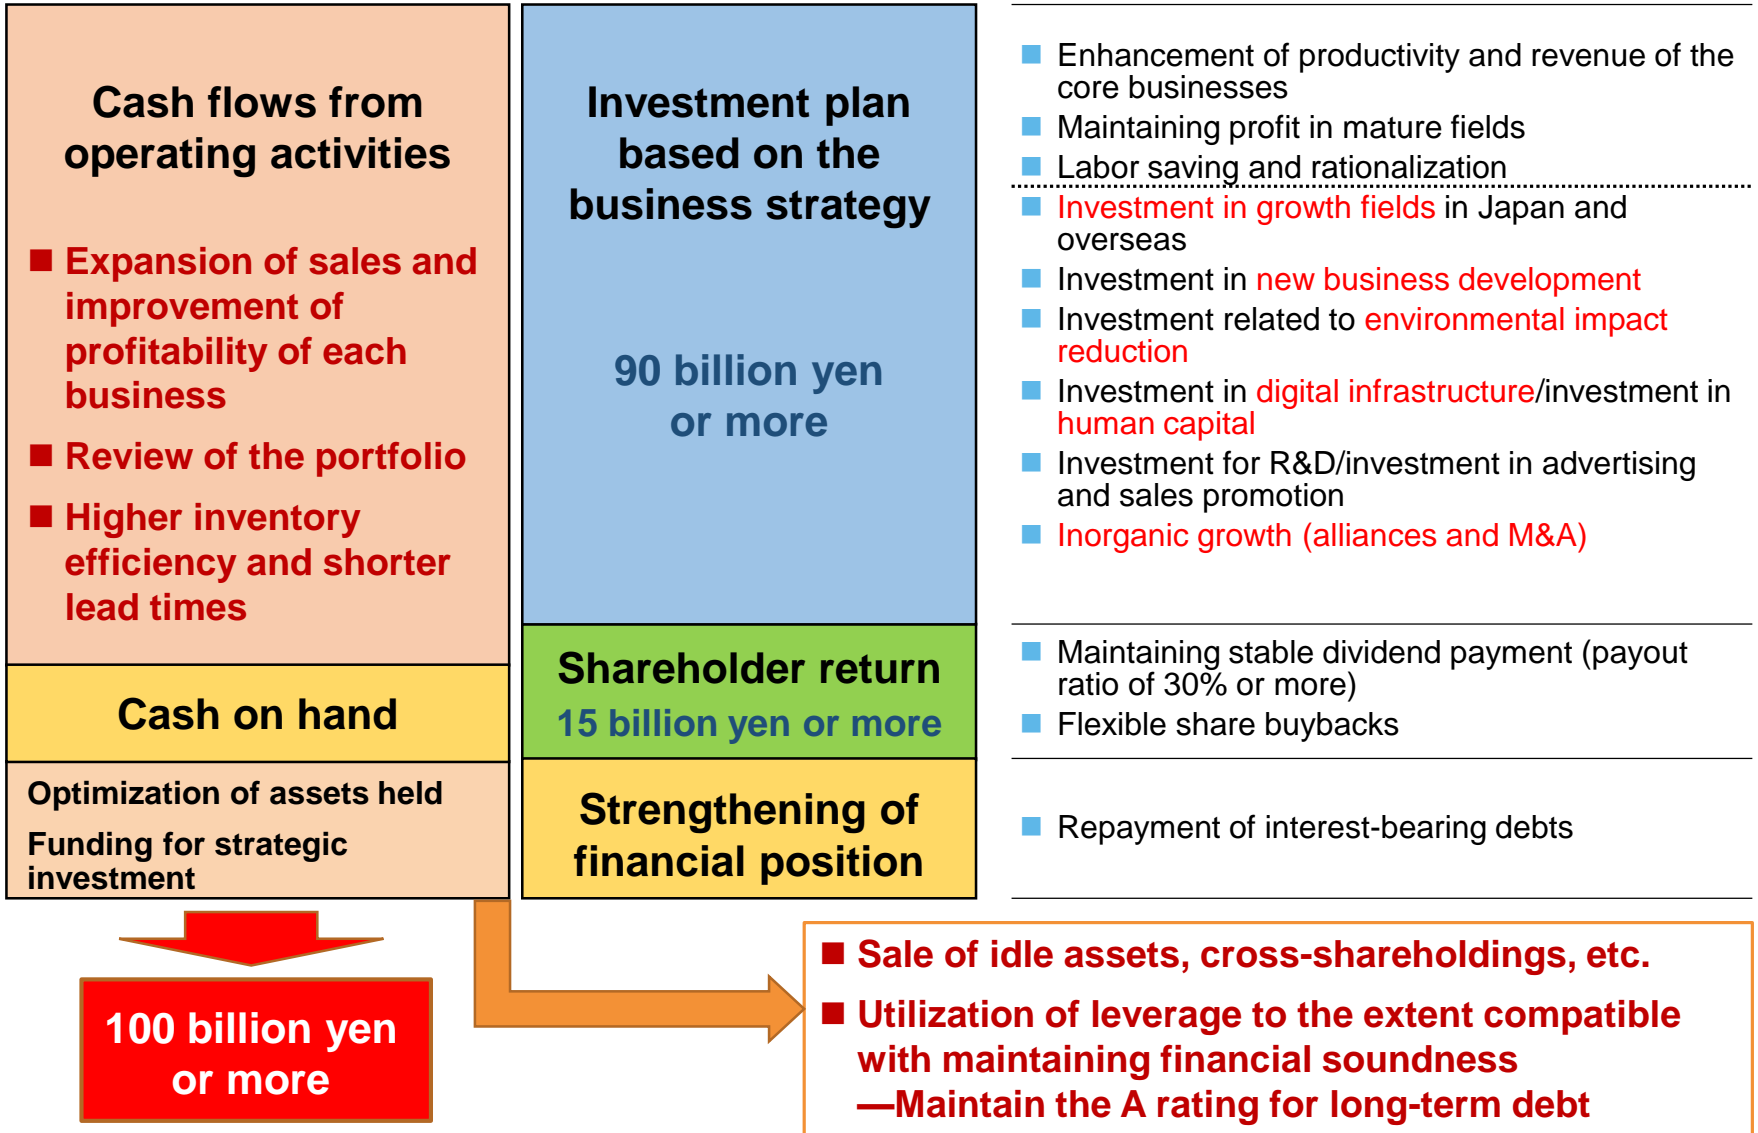 Cash flows from
operating activities
■ Expansion of sales and
improvement of
profitability of each
business
■ Review of the portfolio
■ Higher inventory
efficiency and shorter
lead times
Cash on hand
Optimization of assets held
Funding for strategic
investment
100 billion yen
or more
Investment plan
based on the
business strategy
90 billion yen
or more
Shareholder return
15 billion yen or more
Strengthening of
financial position
■ Enhancement of productivity and revenue of the
core businesses
■ Maintaining profit in mature fields
■ Labor saving and rationalization
■ Investment in growth fields in Japan and
overseas
■ Investment in new business development
■ Investment related to environmental impact
reduction
■ Investment in digital infrastructure/investment in
human capital
■ Investment for R&D/investment in advertising
and sales promotion
■ Inorganic growth (alliances and M&A)
■ Maintaining stable dividend payment (payout
ratio of 30% or more)
■ Flexible share buybacks
■ Repayment of interest-bearing debts
■ Sale of idle assets, cross-shareholdings, etc.
■ Utilization of leverage to the extent compatible
with maintaining financial soundness
—Maintain the A rating for long-term debt